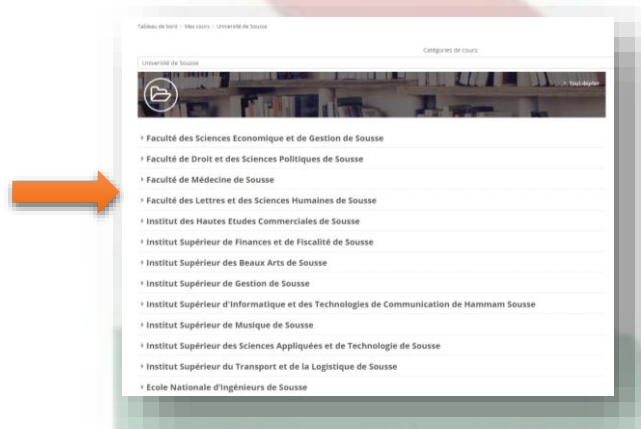 Tableau de bord > Mes cours > Université de Sousse
Catégories de cours:
Université de Sousse
Tout déplier
Faculté des Sciences Economique et de Gestion de Sousse
Faculté de Droit et des Sciences Politiques de Sousse
Faculté de Médecine de Sousse
Faculté des Lettres et des Sciences Humaines de Sousse
Institut des Hautes Etudes Commerciales de Sousse
Institut Supérieur de Finances et de Fiscalité de Sousse
Institut Supérieur des Beaux Arts de Sousse
Institut Supérieur de Gestion de Sousse
Institut Supérieur d'Informatique et des Technologies de Communication de Hammam Sousse
Institut Supérieur de Musique de Sousse
Institut Supérieur des Sciences Appliquées et de Technologie de Sousse
Institut Supérieur du Transport et de la Logistique de Sousse
Ecole Nationale d'Ingénieurs de Sousse